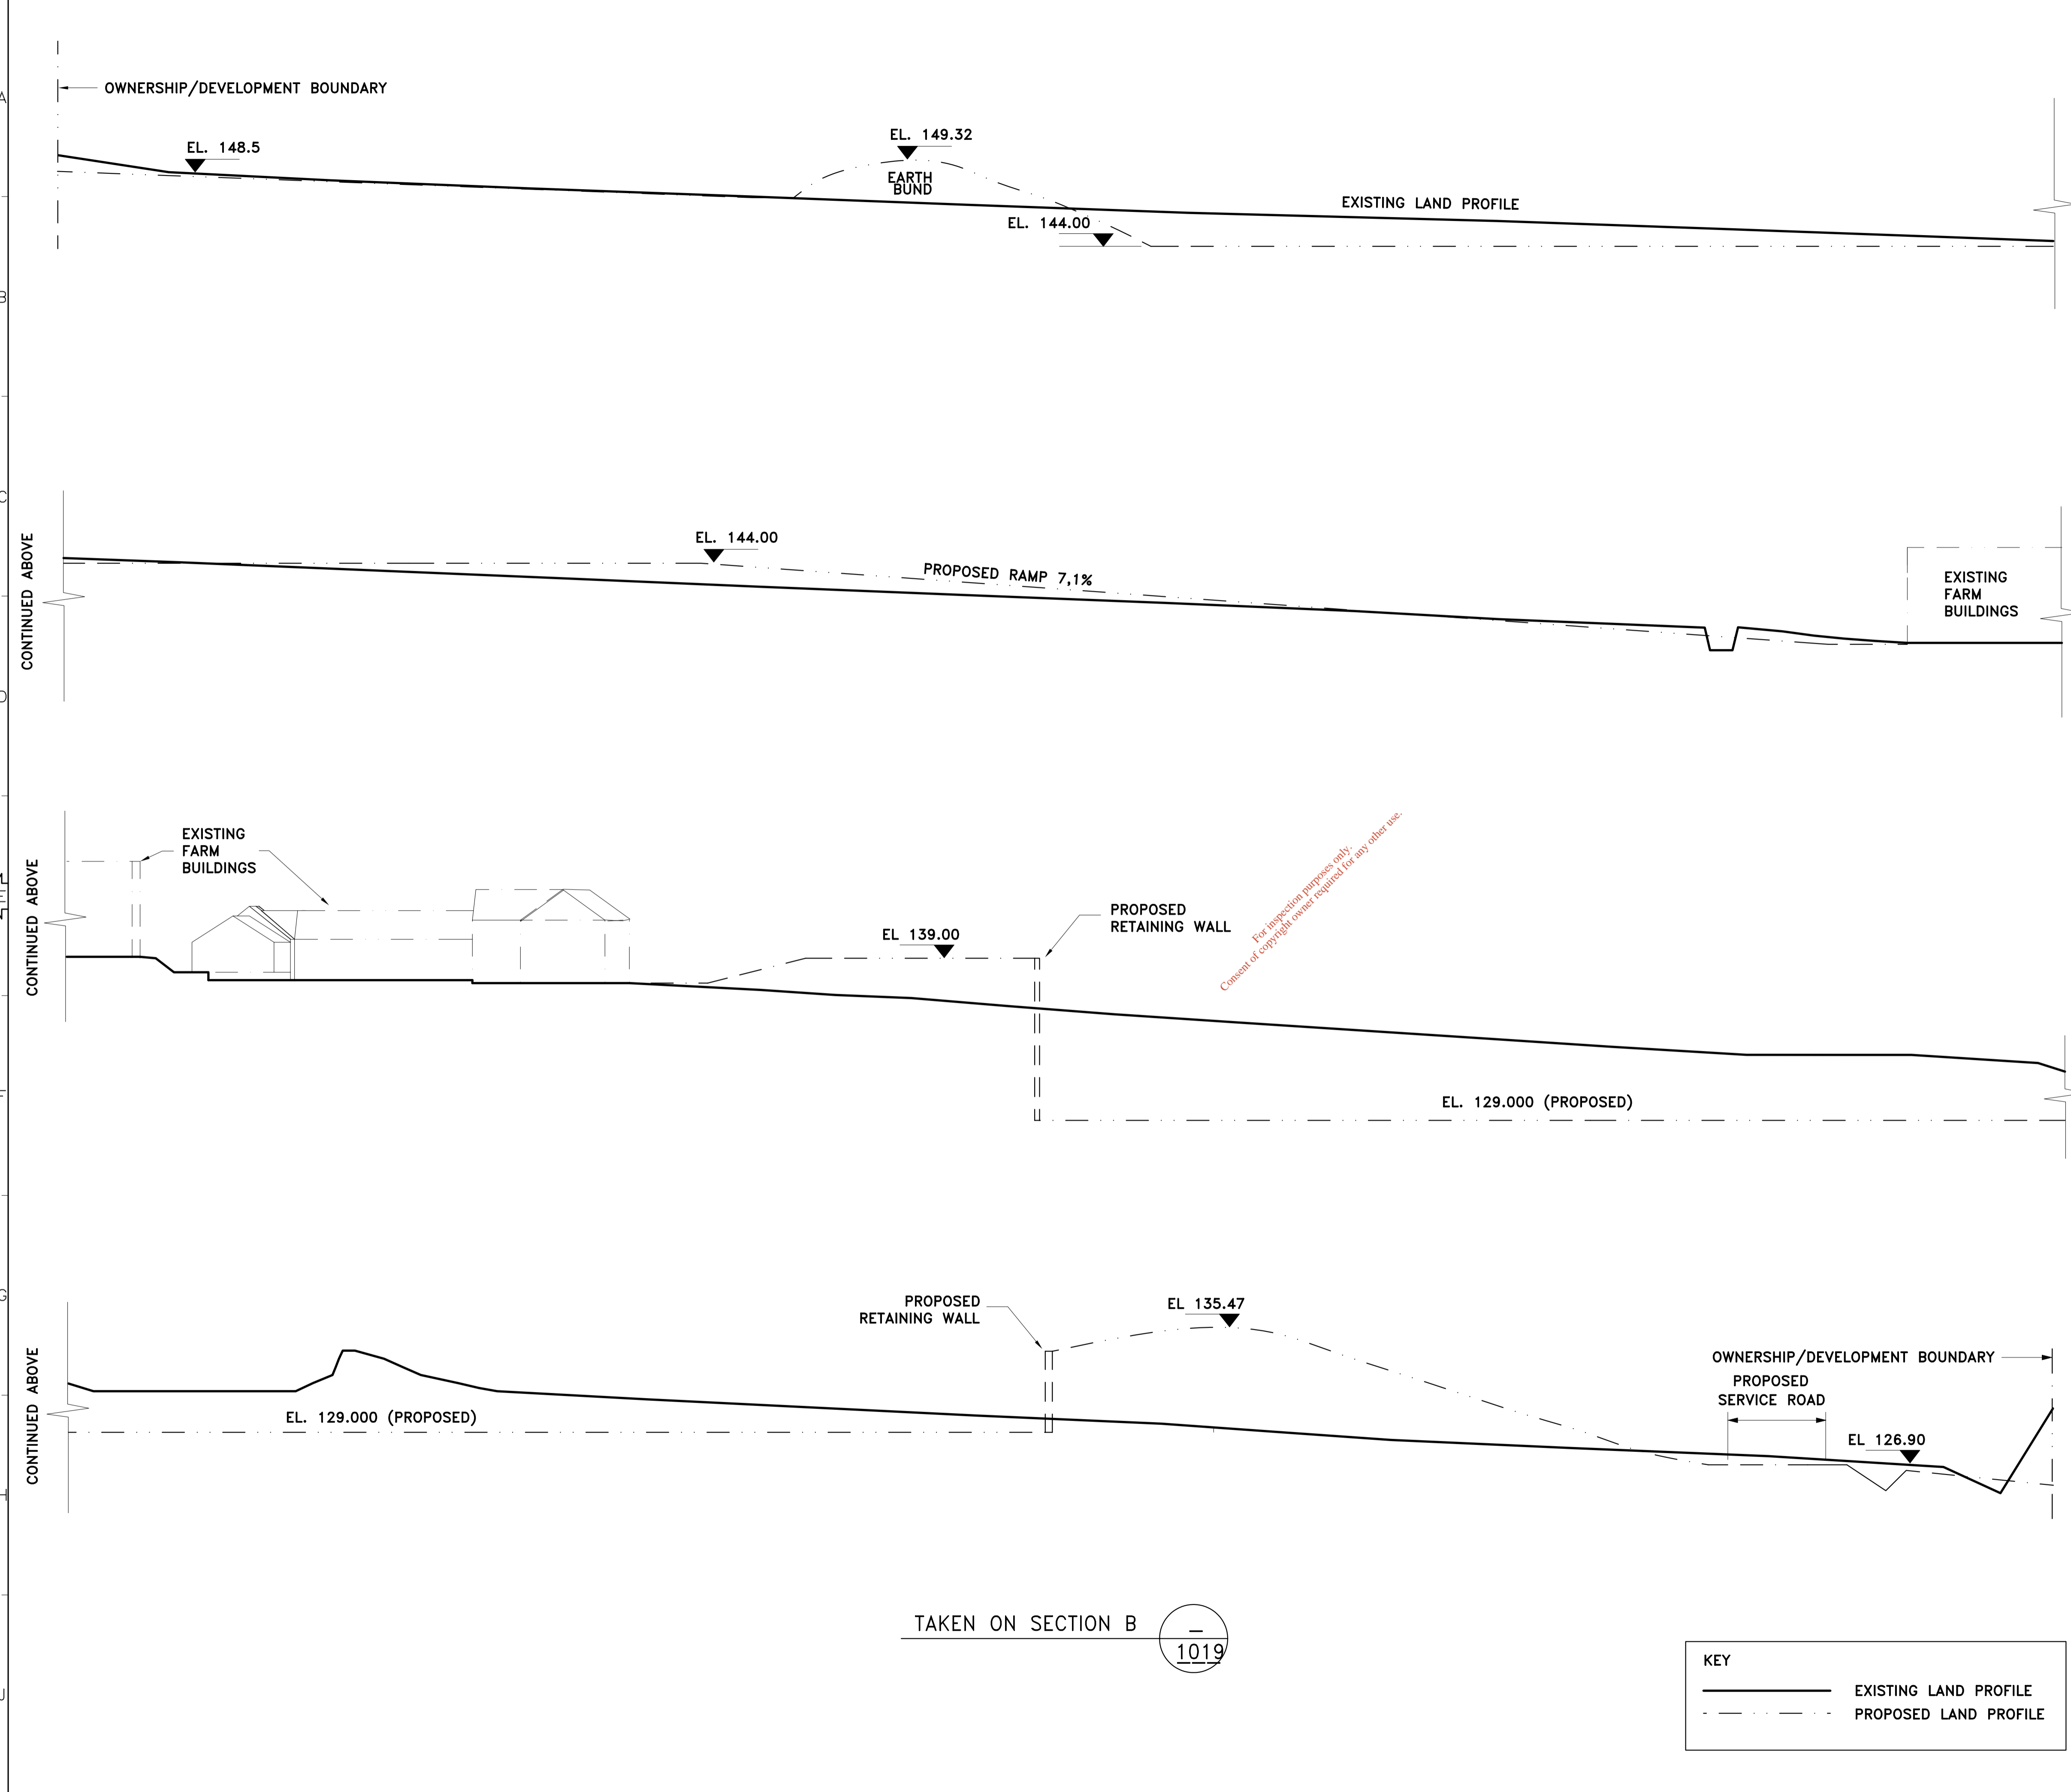 A
OWNERSHIP/DEVELOPMENT BOUNDARY
EL. 149.32
EL. 148.5
EARTH
BUND
EXISTING LAND PROFILE
EL. 144.00
B
C
CONTINUED ABOVE
EL. 144.00
PROPOSED RAMP 7,1%
EXISTING
FARM
BUILDINGS
D
EXISTING
FARM
BUILDINGS
CONTINUED ABOVE
E
PROPOSED
RETAINING WALL
EL 139.00
For inspection purposes only.
Consent of copyright owner required for any other use.
F
EL. 129.000 (PROPOSED)
G
PROPOSED
RETAINING WALL
EL 135.47
CONTINUED ABOVE
OWNERSHIP/DEVELOPMENT BOUNDARY
PROPOSED
SERVICE ROAD
EL. 129.000 (PROPOSED)
EL 126.90
H
TAKEN ON SECTION B
–
1019
KEY
EXISTING LAND PROFILE
PROPOSED LAND PROFILE
J